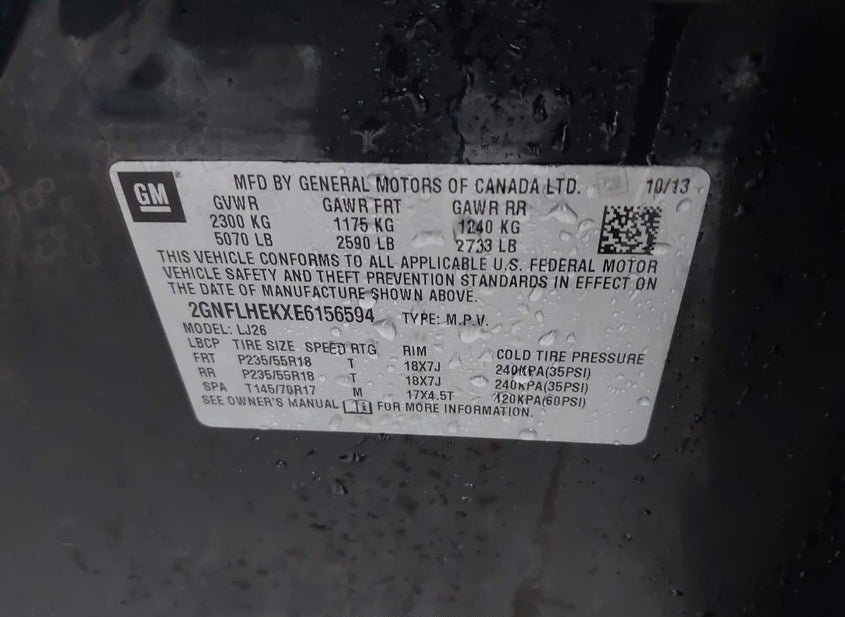 GM ® MFD BY GENERAL MOTORS OF CANADA LTD. 10/13
GVWR GAWR FRT GAWR RR
2300 KG 1175 KG 1240 KG
5070 LB 2590 LB 2733 LB
THIS VEHICLE CONFORMS TO ALL APPLICABLE U.S. FEDERAL MOTOR
VEHICLE SAFETY AND THEFT PREVENTION STANDARDS IN EFFECT ON
THE DATE OF MANUFACTURE SHOWN ABOVE.
2GNFLHEKXE6156594 TYPE: M.P.V.
MODEL: LJ26
LBCP TIRE SIZE SPEED RTG RIM COLD TIRE PRESSURE
FRT P235/55R18 T 18X7J 240KPA(35PSI)
RR P235/55R18 T 18X7J 240KPA(35PSI)
SPA T145/70R17 M 17X4.5T 420KPA(60PSI)
SEE OWNER'S MANUAL FOR MORE INFORMATION.